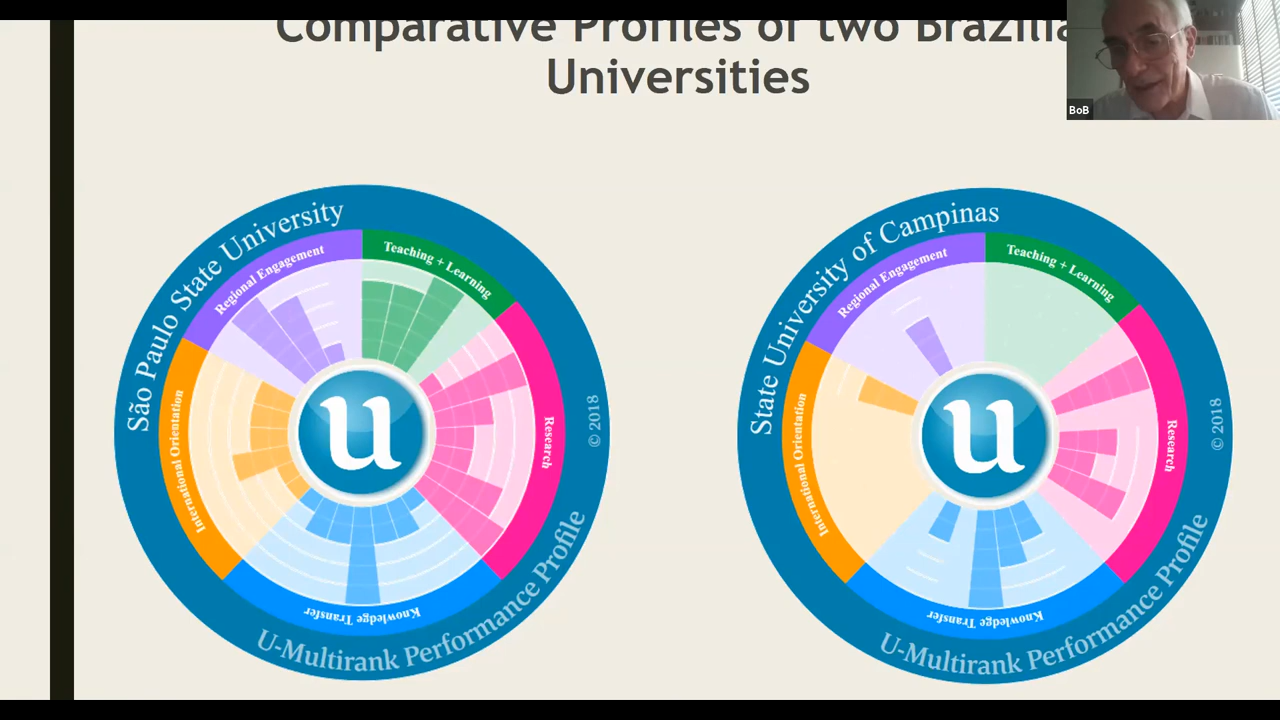 Comparative Profiles of two Brazilia
Universities
BoB
São Paulo State University
Regional Engagement
Teaching + Learning
Research
Knowledge Transfer
International Orientation
u
© 2018
U-Multirank Performance Profile
State University of Campinas
Regional Engagement
Teaching + Learning
Research
Knowledge Transfer
International Orientation
u
© 2018
U-Multirank Performance Profile